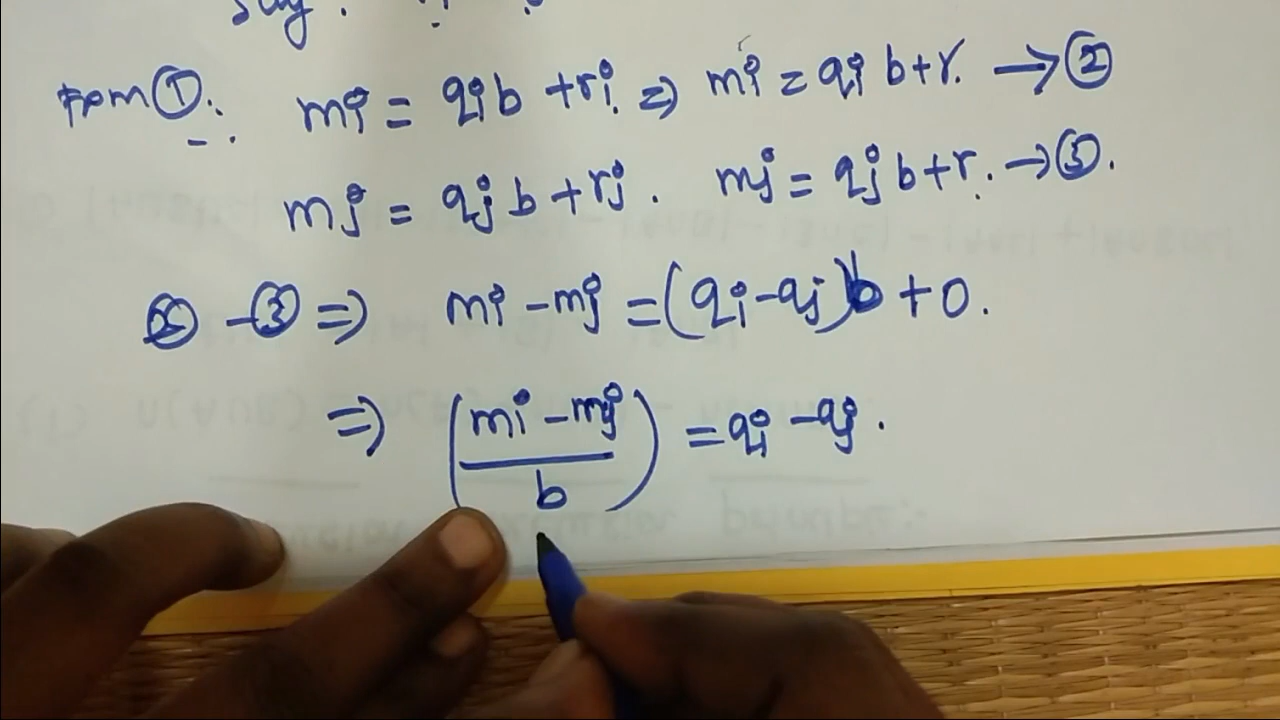 say.
From ①. mi = qi b + ri. ⇒ mi = qi b + r. → ②
mj = qj b + rj. mj = qj b + r. → ③.
② - ③ ⇒ mi - mj = (qi - qj) b + 0.
⇒ (mi - mj / b) = qi - qj.